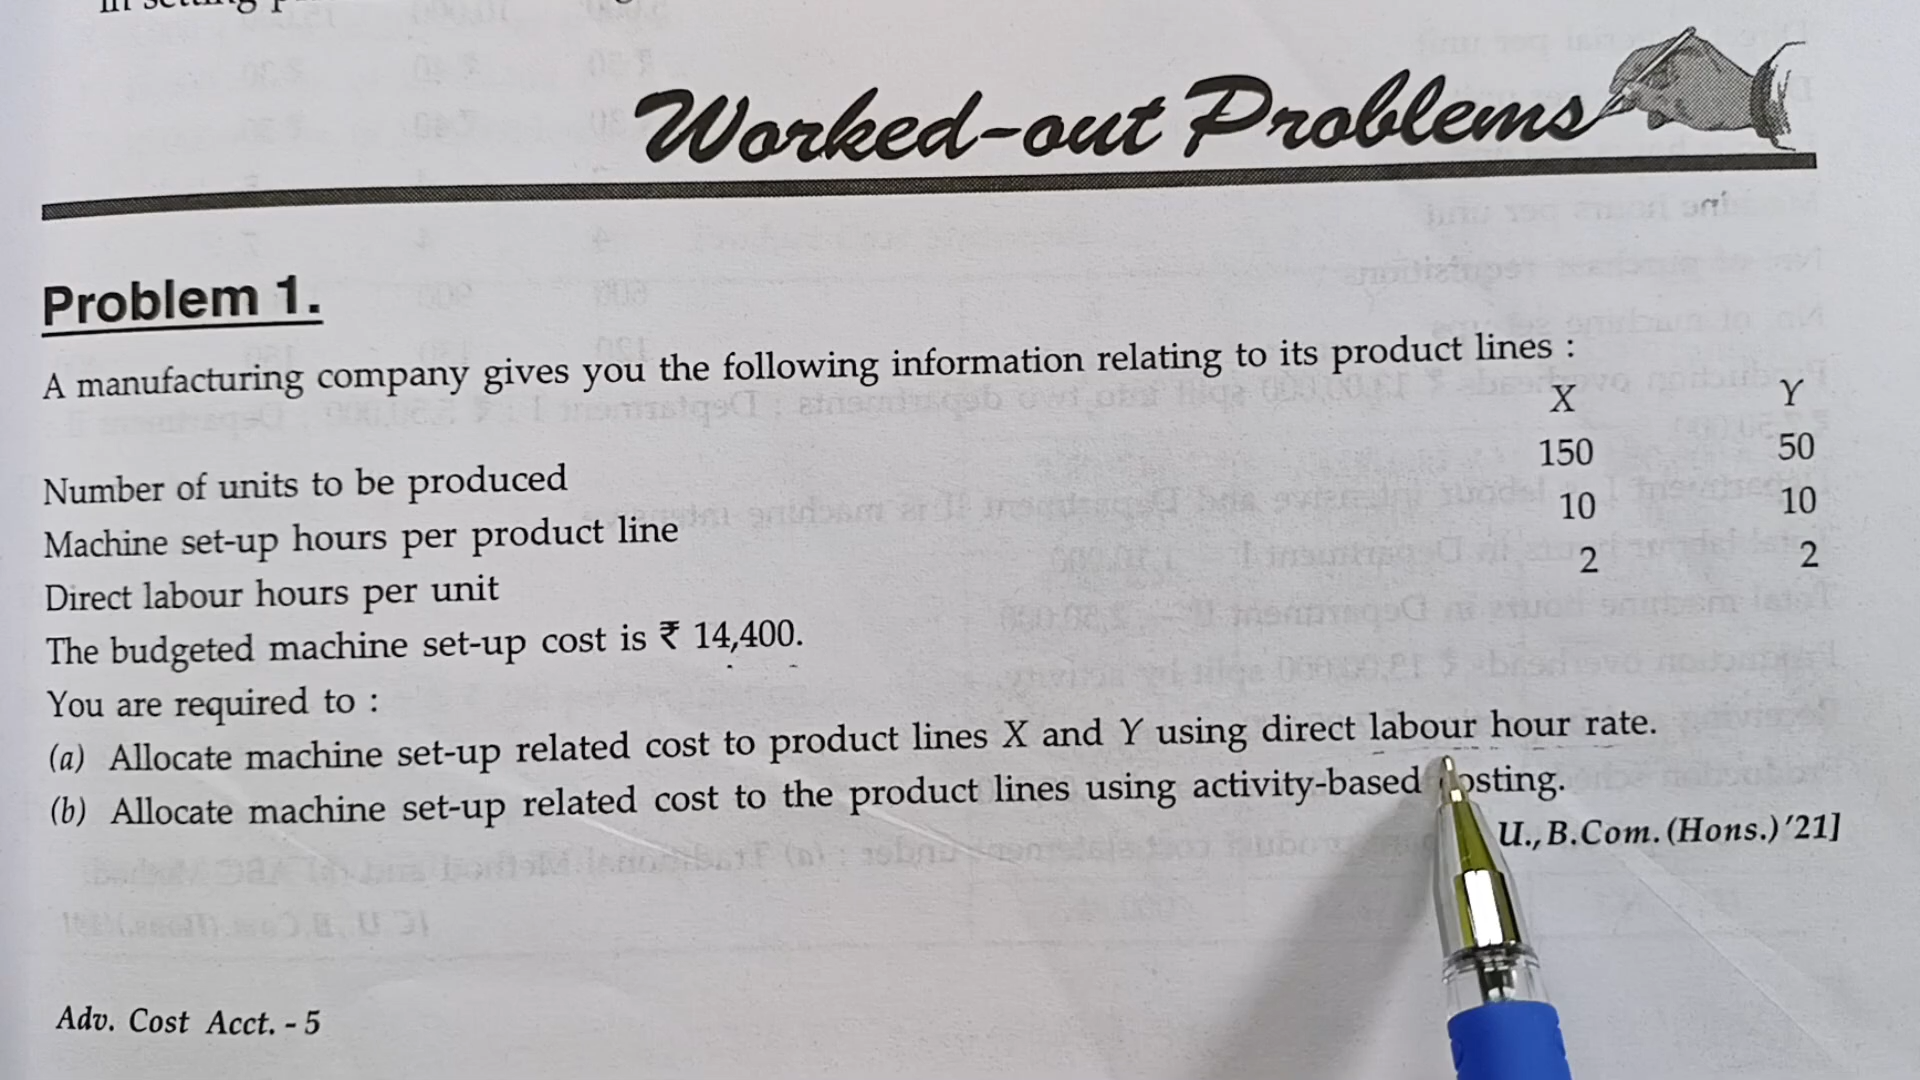 Worked-out Problems
Problem 1.
A manufacturing company gives you the following information relating to its product lines :
X Y
Number of units to be produced 150 50
Machine set-up hours per product line 10 10
Direct labour hours per unit 2 2
The budgeted machine set-up cost is ₹ 14,400.
You are required to :
(a) Allocate machine set-up related cost to product lines X and Y using direct labour hour rate.
(b) Allocate machine set-up related cost to the product lines using activity-based costing.
U., B.Com. (Hons.) '21]
Adv. Cost Acct. - 5